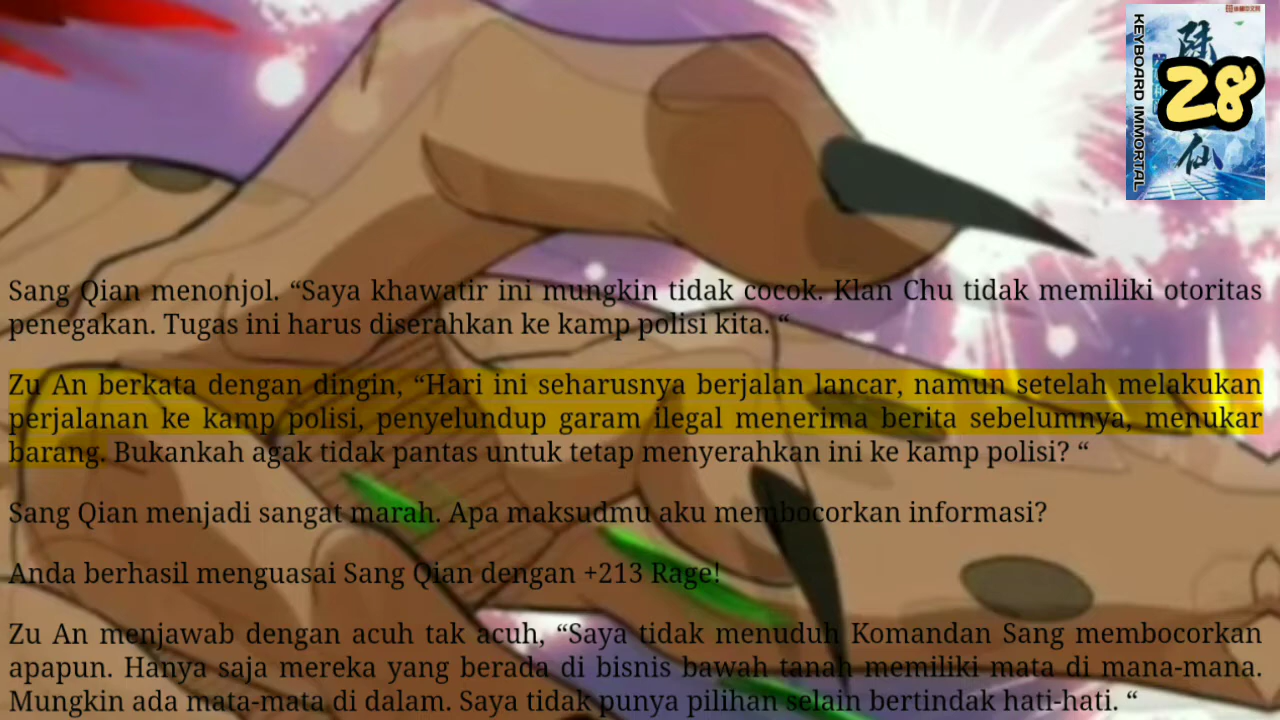 KEYBOARD IMMORTAL
陸
仙
28
Sang Qian menonjol. “Saya khawatir ini mungkin tidak cocok. Klan Chu tidak memiliki otoritas
penegakan. Tugas ini harus diserahkan ke kamp polisi kita. “
Zu An berkata dengan dingin, “Hari ini seharusnya berjalan lancar, namun setelah melakukan
perjalanan ke kamp polisi, penyelundup garam ilegal menerima berita sebelumnya, menukar
barang. Bukankah agak tidak pantas untuk tetap menyerahkan ini ke kamp polisi? “
Sang Qian menjadi sangat marah. Apa maksudmu aku membocorkan informasi?
Anda berhasil menguasai Sang Qian dengan +213 Rage!
Zu An menjawab dengan acuh tak acuh, “Saya tidak menuduh Komandan Sang membocorkan
apapun. Hanya saja mereka yang berada di bisnis bawah tanah memiliki mata di mana-mana.
Mungkin ada mata-mata di dalam. Saya tidak punya pilihan selain bertindak hati-hati. “